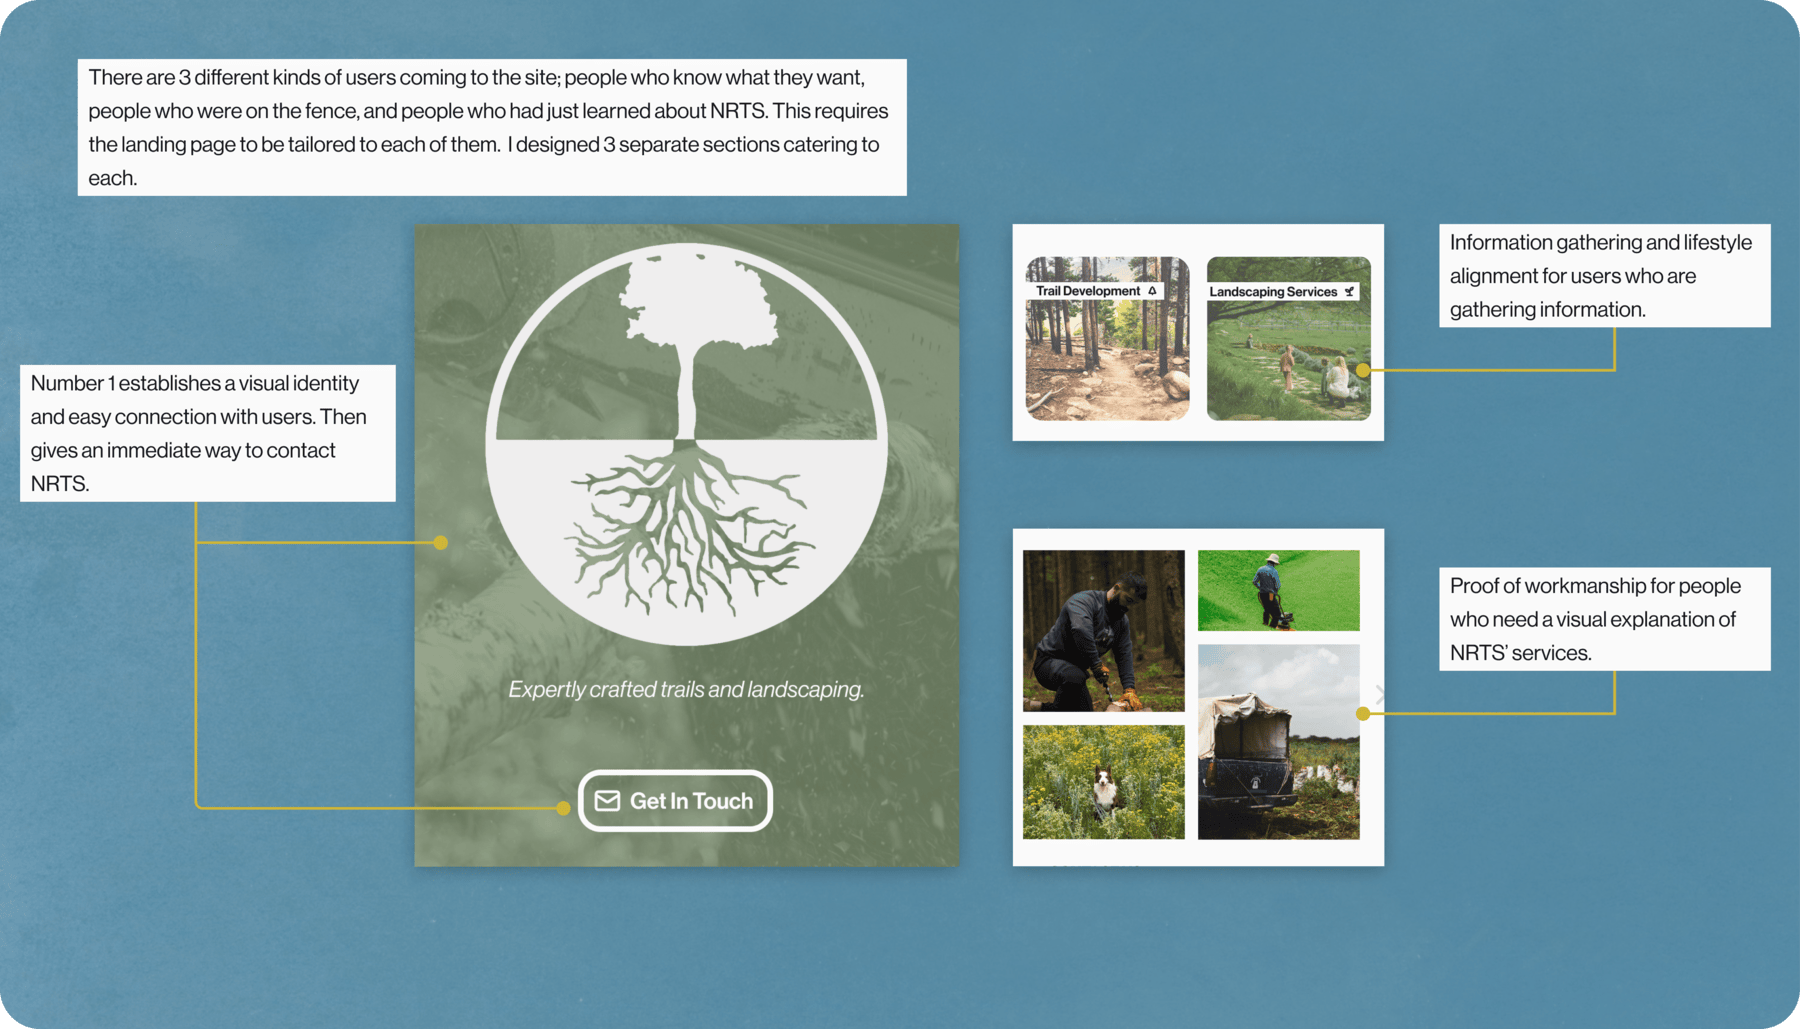 There are 3 different kinds of users coming to the site; people who know what they want,
people who were on the fence, and people who had just learned about NRTS. This requires
the landing page to be tailored to each of them. I designed 3 separate sections catering to
each.
Number 1 establishes a visual identity
and easy connection with users. Then
gives an immediate way to contact
NRTS.
Expertly crafted trails and landscaping.
Get In Touch
Trail Development
Landscaping Services
Information gathering and lifestyle
alignment for users who are
gathering information.
Proof of workmanship for people
who need a visual explanation of
NRTS’ services.